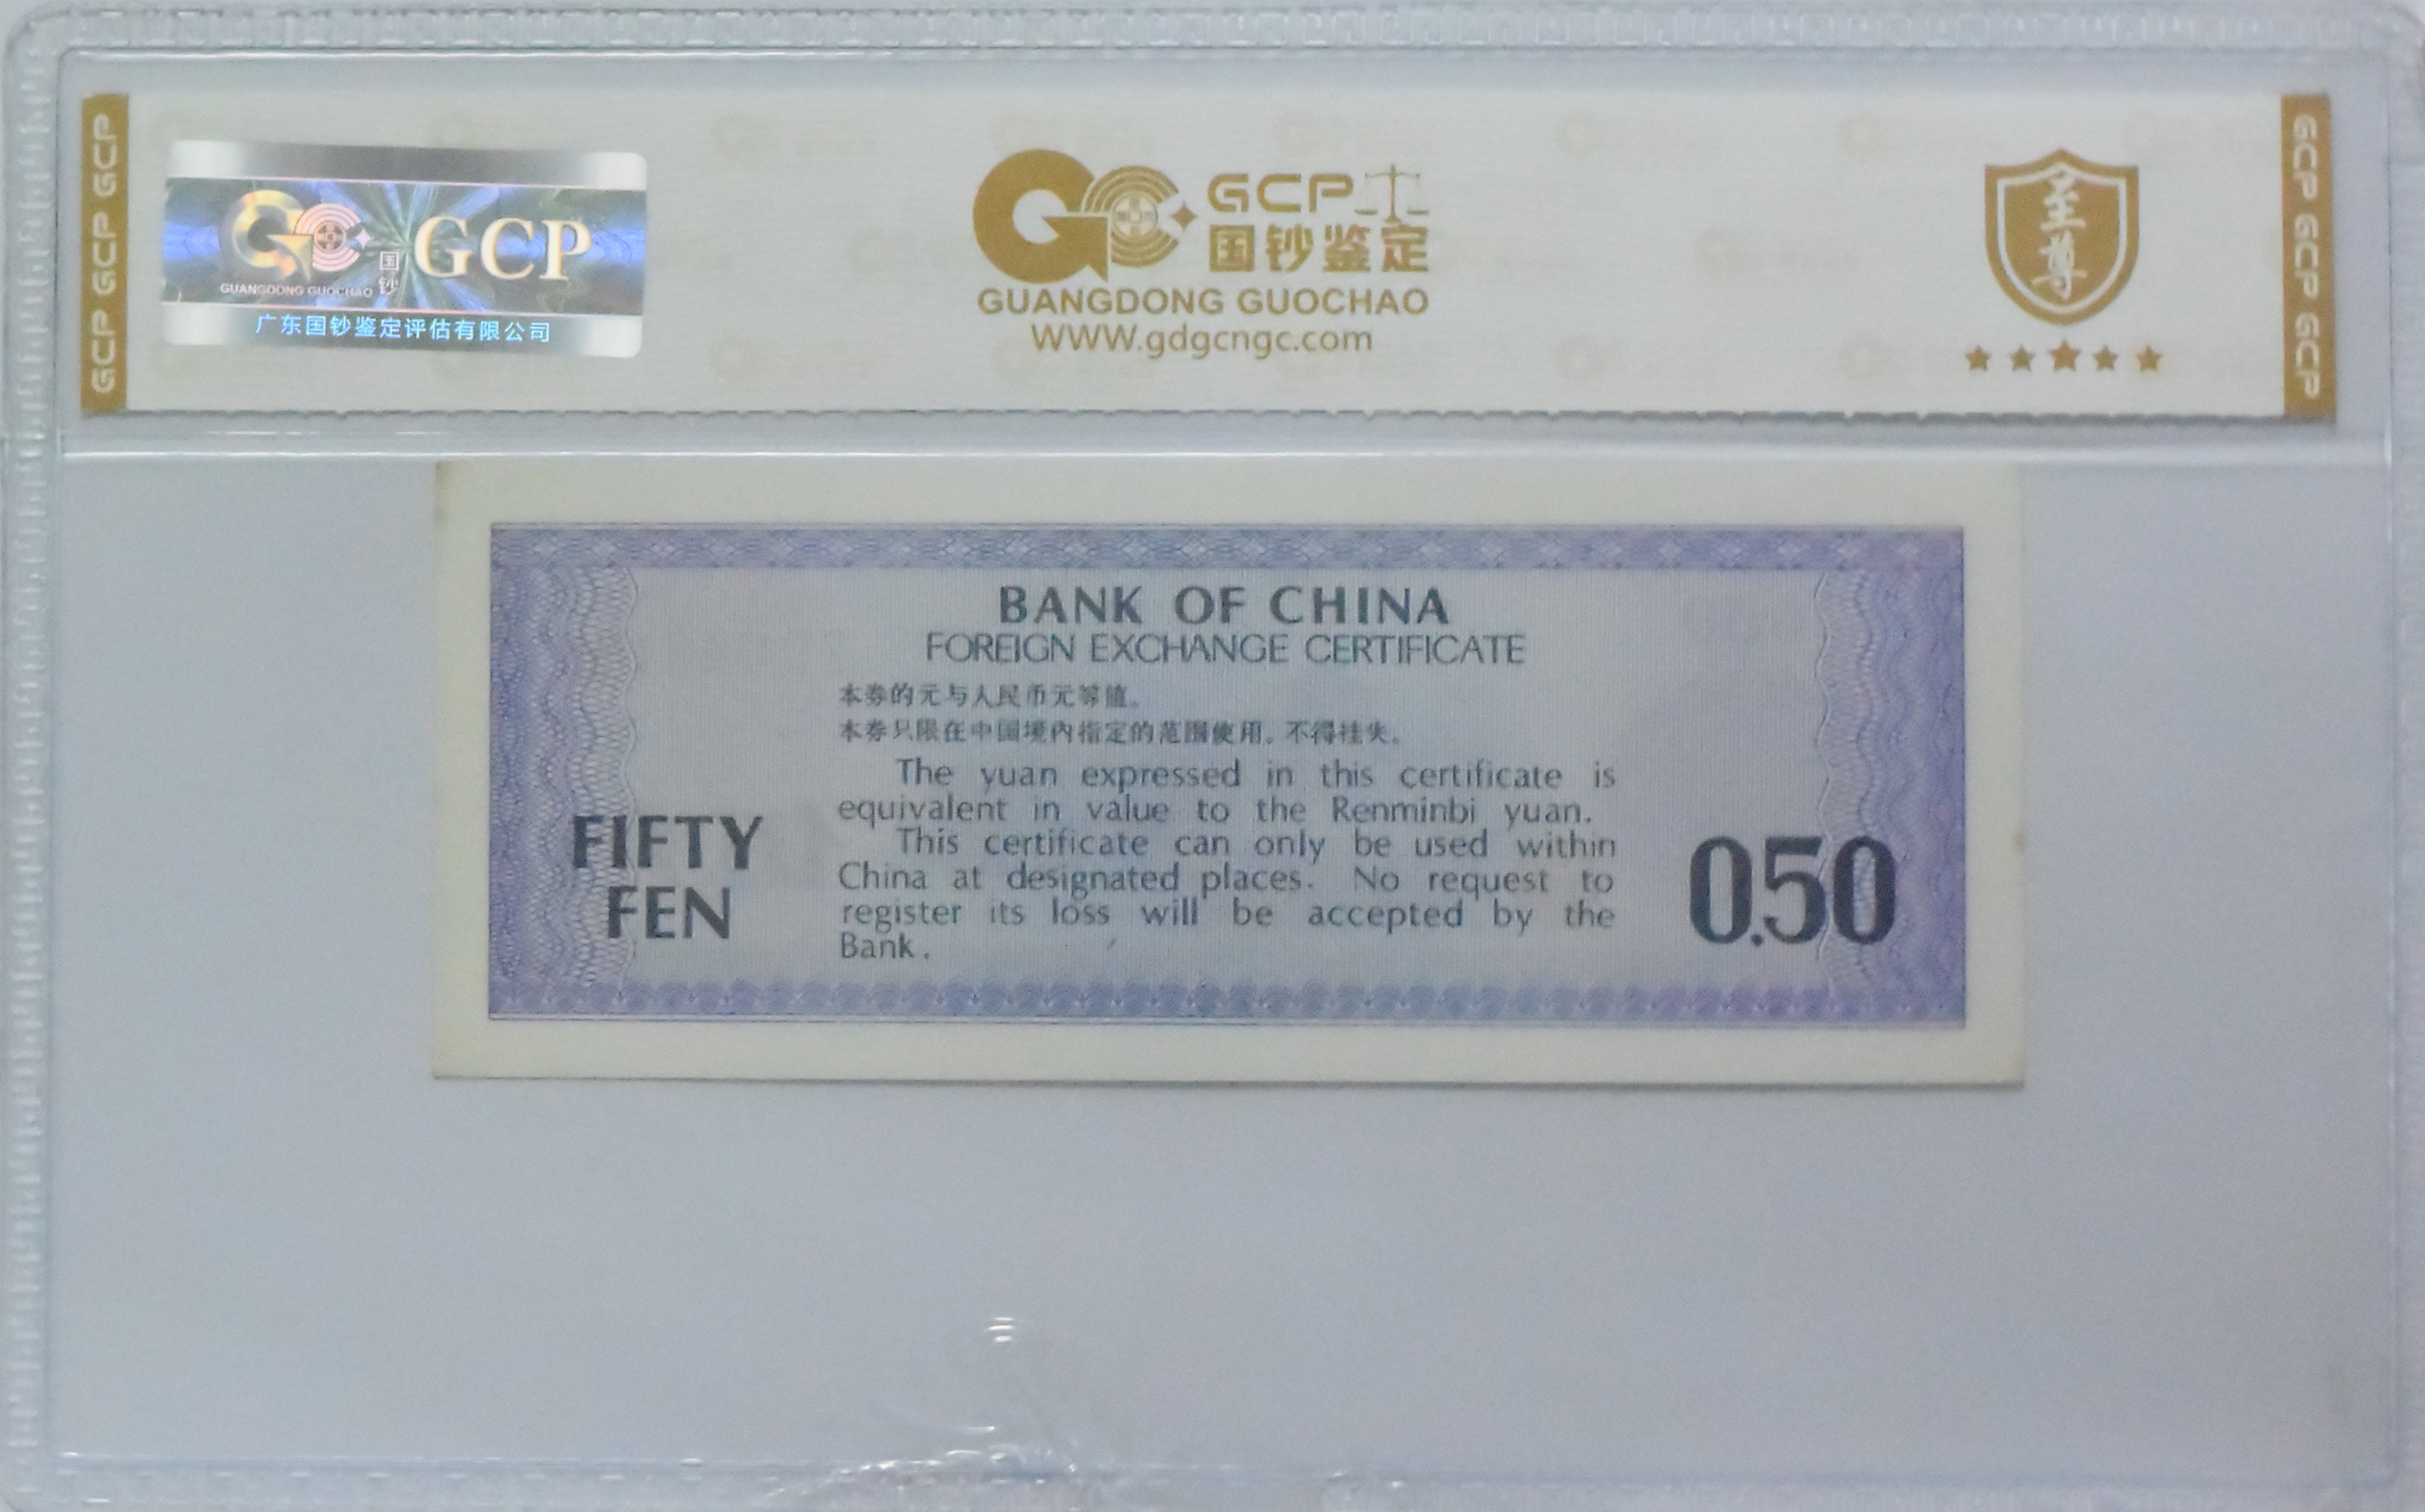 GCP GCP GCP
国钞 GCP
GUANGDONG GUOCHAO
广东国钞鉴定评估有限公司
GCP
国钞鉴定
GUANGDONG GUOCHAO
WWW.gdgcngc.com
至尊
GCP GCP GCP
BANK OF CHINA
FOREIGN EXCHANGE CERTIFICATE
本券的元与人民币元等值。
本券只限在中国境内指定的范围使用。不得挂失。
The yuan expressed in this certificate is
equivalent in value to the Renminbi yuan.
This certificate can only be used within
China at designated places. No request to
register its loss will be accepted by the
Bank.
FIFTY
FEN
0.50